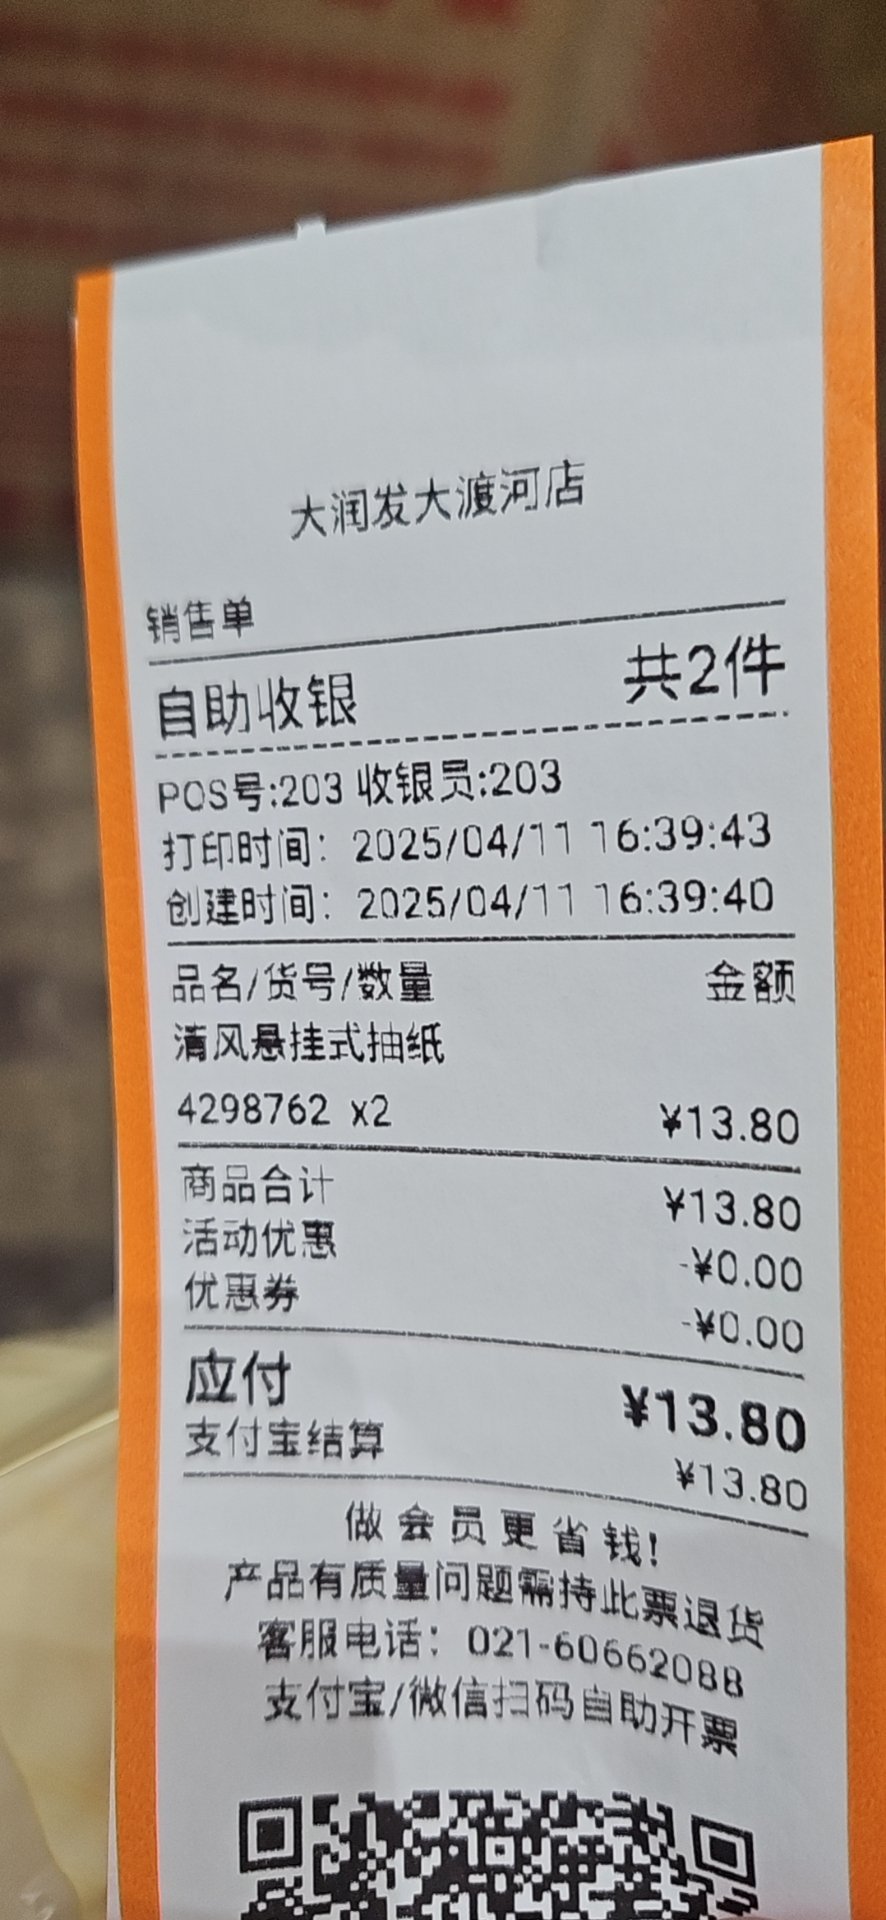 大润发大渡河店
销售单
自助收银 共2件
POS号:203 收银员:203
打印时间: 2025/04/11 16:39:43
创建时间: 2025/04/11 16:39:40
品名/货号/数量 金额
清风悬挂式抽纸
4298762 x2 ¥13.80
商品合计 ¥13.80
活动优惠 -¥0.00
优惠券 -¥0.00
应付 ¥13.80
支付宝结算 ¥13.80
做会员更省钱!
产品有质量问题需持此票退货
客服电话: 021-60662088
支付宝/微信扫码自助开票